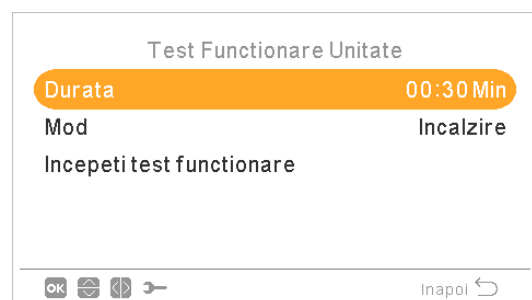 Test Functionare Unitate
Durata 00:30 Min
Mod Incalzire
Incepeti test functionare
OK Inapoi